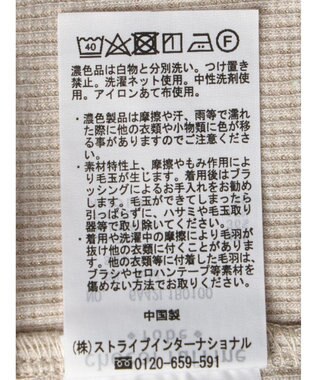 40
F
濃色品は白物と分別洗い。つけ置き
禁止。洗濯ネット使用。中性洗剤使
用。アイロンあて布使用。
・濃色製品は摩擦や汗、雨等で濡れ
た際に他の衣類や小物類に色が移
る事がありますのでご注意下さい。
・素材特性上、摩擦やもみ作用によ
り毛玉が生じます。着用後はブラ
ッシングによるお手入れをお勧め
します。毛玉ができてしまったら
引っぱらずに、ハサミや毛玉取り
器等で取り除いてください。
・着用や洗濯中の摩擦により毛羽が
抜け他の衣類に付くことがありま
す。他の衣類等に付着した毛羽は、
ブラシやセロハンテープ等素材を
傷めない方法でお取りください。
中国製
(株)ストライプインターナショナル
0120-659-591